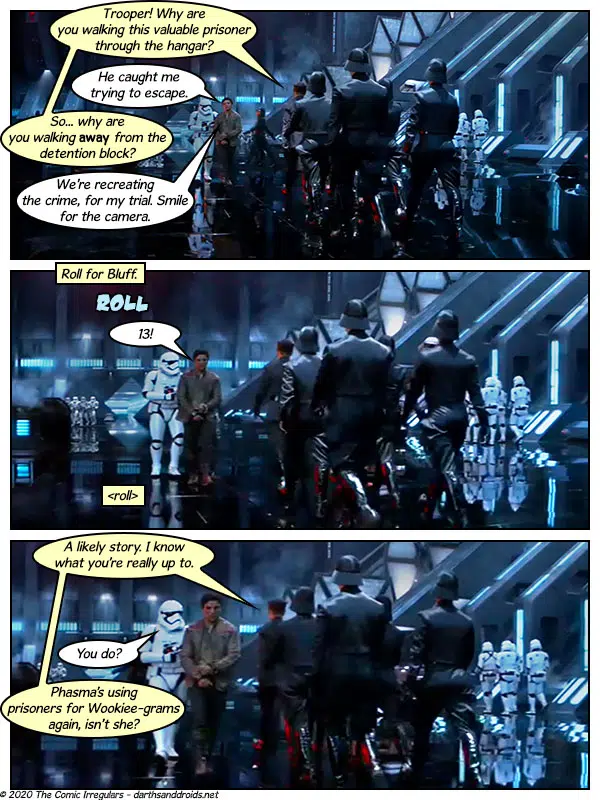 Trooper! Why are
you walking this valuable prisoner
through the hangar?
He caught me
trying to escape.
So... why are
you walking away from the
detention block?
We're recreating
the crime, for my trial. Smile
for the camera.
Roll for Bluff.
ROLL
13!
<roll>
A likely story. I know
what you're really up to.
You do?
Phasma's using
prisoners for Wookiee-grams
again, isn't she?
© 2020 The Comic Irregulars - darthsanddroids.net